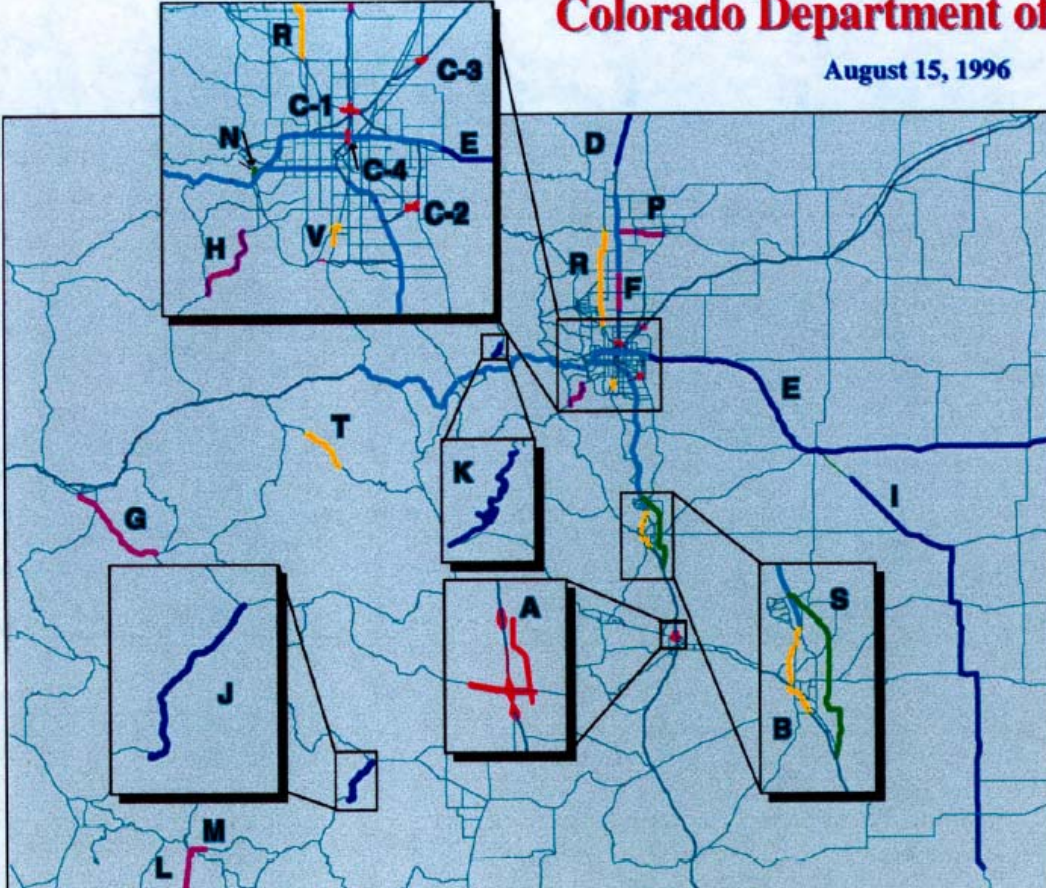 Colorado Department of
August 15, 1996
R
C-3
C-1
N
E
C-4
C-2
H
V
D
P
R
F
E
T
K
I
G
A
S
J
B
M
L